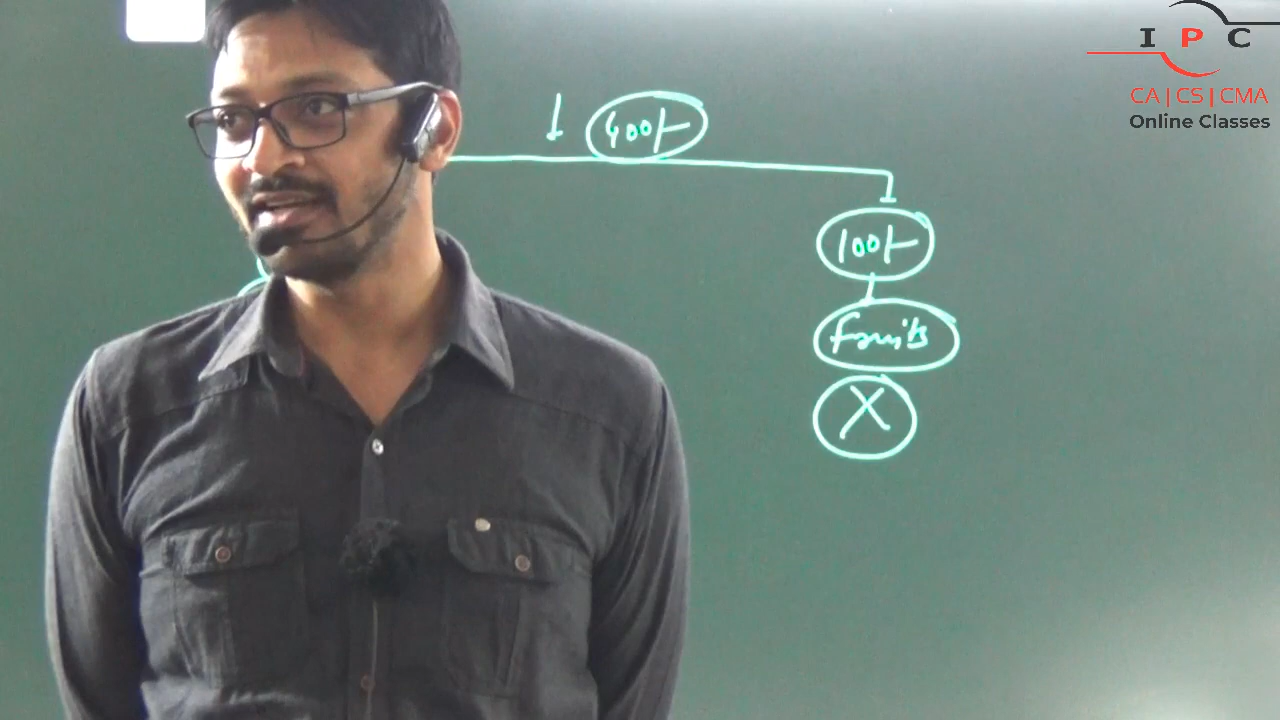 I P C
CA | CS | CMA
Online Classes
400/-
100/-
Fruits
X